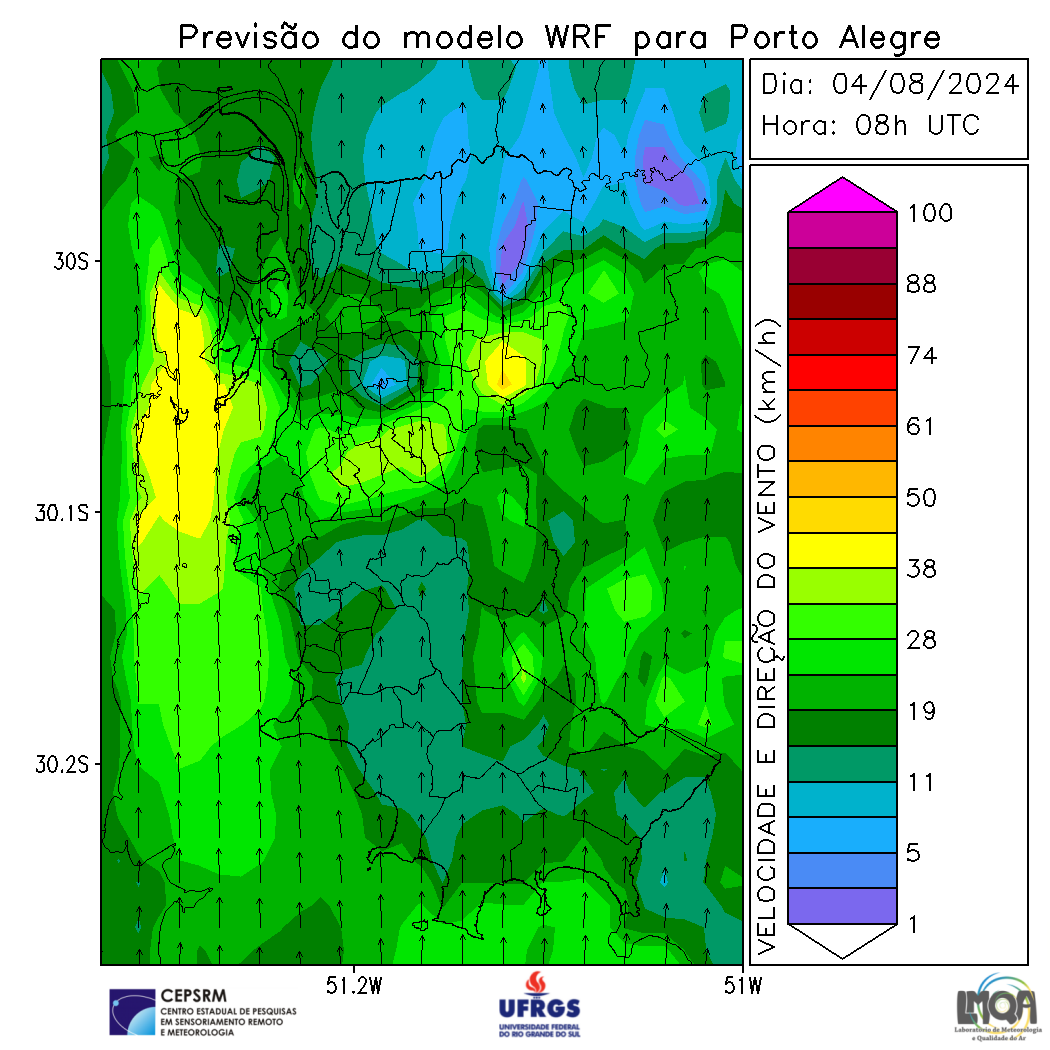 Previsão do modelo WRF para Porto Alegre
Dia: 04/08/2024
Hora: 08h UTC
30S
30.1S
30.2S
51.2W
51W
VELOCIDADE E DIREÇÃO DO VENTO (km/h)
100
88
74
61
50
38
28
19
11
5
1
CEPSRM
CENTRO ESTADUAL DE PESQUISAS
EM SENSORIAMENTO REMOTO
E METEOROLOGIA
UFRGS
UNIVERSIDADE FEDERAL
DO RIO GRANDE DO SUL
LMQA
Laboratório de Meteorologia
e Qualidade do Ar